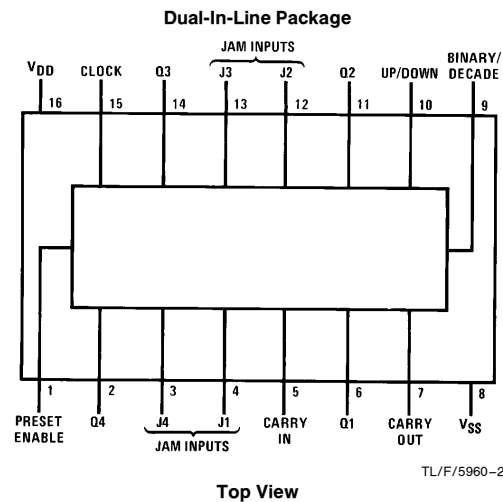 Dual-In-Line Package
JAM INPUTS
VDD CLOCK Q3 J3 J2 Q2 UP/DOWN BINARY/
DECADE
16 15 14 13 12 11 10 9
1 2 3 4 5 6 7 8
PRESET
ENABLE
Q4 J4 J1 CARRY
IN
Q1 CARRY
OUT
VSS
JAM INPUTS
TL/F/5960–2
Top View